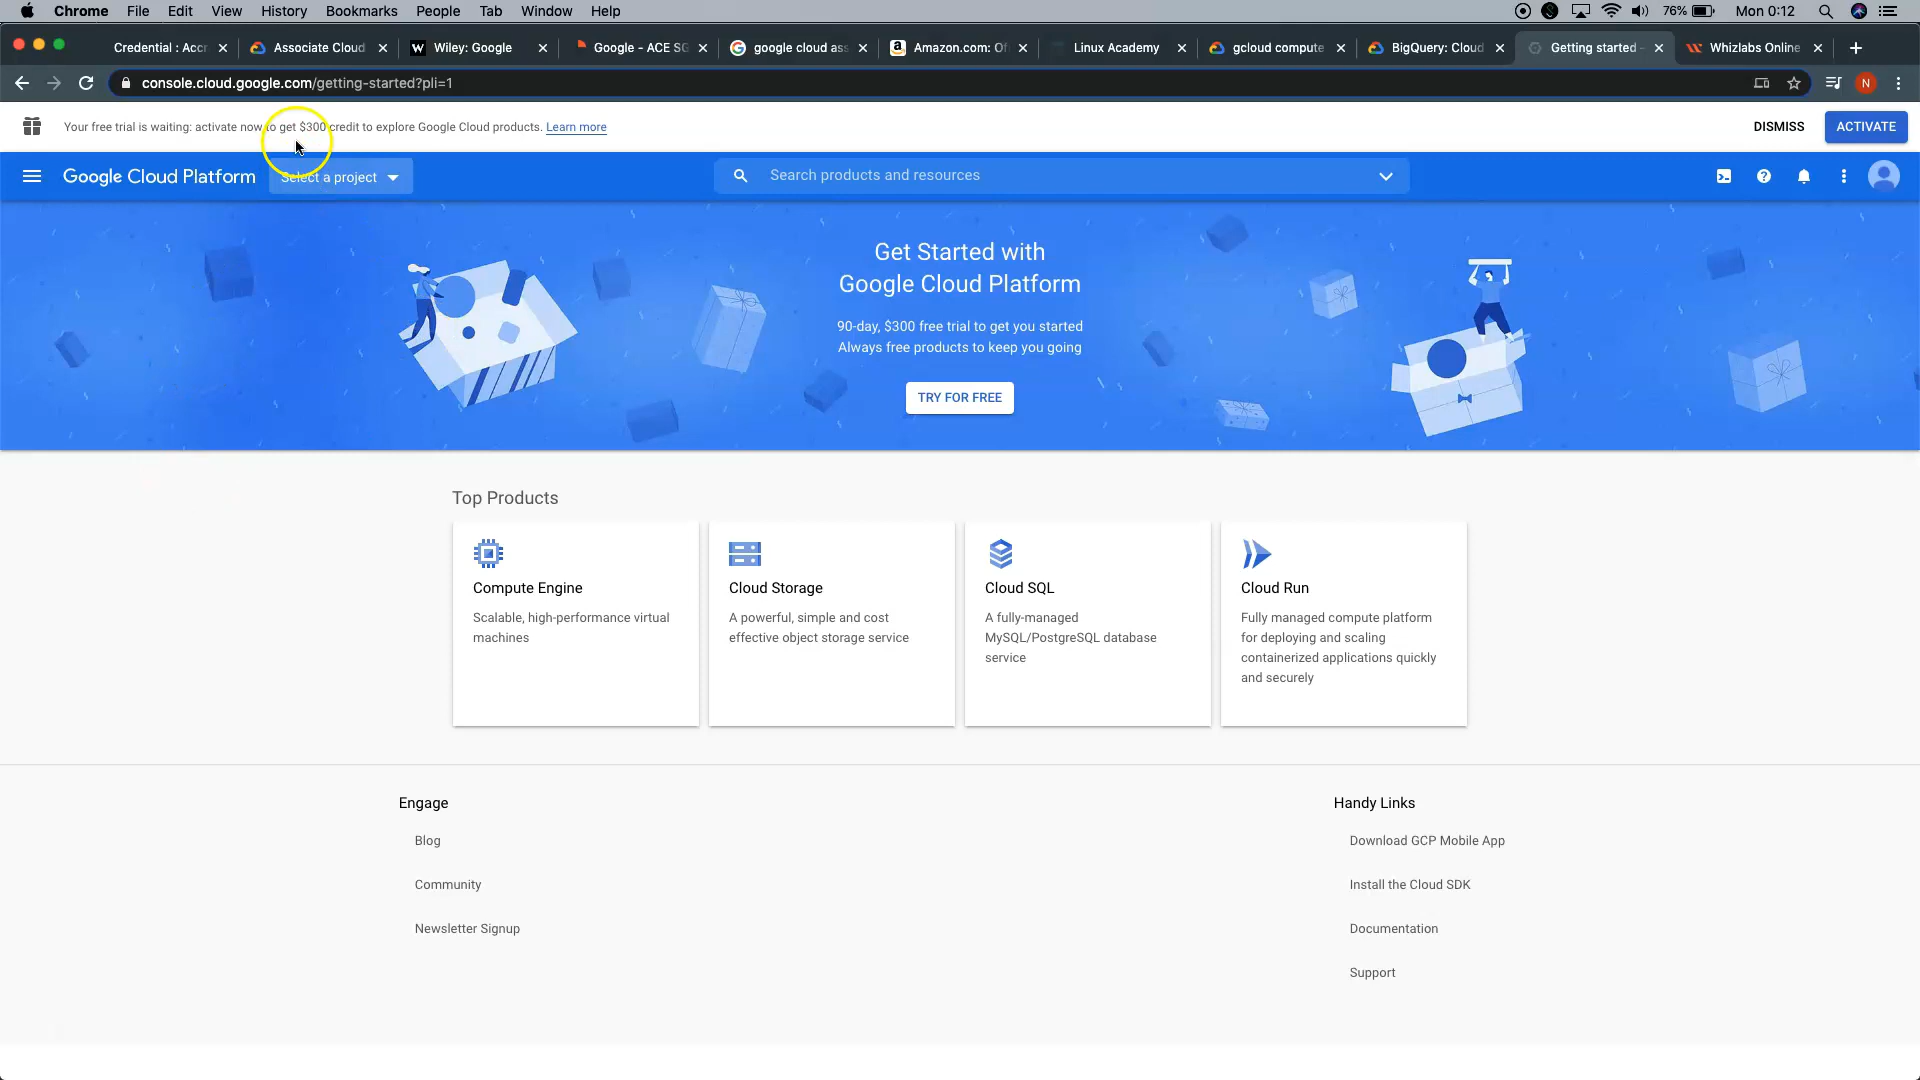 Chrome File Edit View History Bookmarks People Tab Window Help 76% Mon 0:12
Credential : Accr Associate Cloud Wiley: Google Google - ACE SG google cloud ass Amazon.com: Of Linux Academy gcloud compute BigQuery: Cloud Getting started - Whizlabs Online
console.cloud.google.com/getting-started?pli=1 N
Your free trial is waiting: activate now to get $300 credit to explore Google Cloud products. Learn more DISMISS ACTIVATE
Google Cloud Platform Select a project Search products and resources
Get Started with
Google Cloud Platform
90-day, $300 free trial to get you started
Always free products to keep you going
TRY FOR FREE
Top Products
Compute Engine
Scalable, high-performance virtual
machines
Cloud Storage
A powerful, simple and cost
effective object storage service
Cloud SQL
A fully-managed
MySQL/PostgreSQL database
service
Cloud Run
Fully managed compute platform
for deploying and scaling
containerized applications quickly
and securely
Engage
Blog
Community
Newsletter Signup
Handy Links
Download GCP Mobile App
Install the Cloud SDK
Documentation
Support